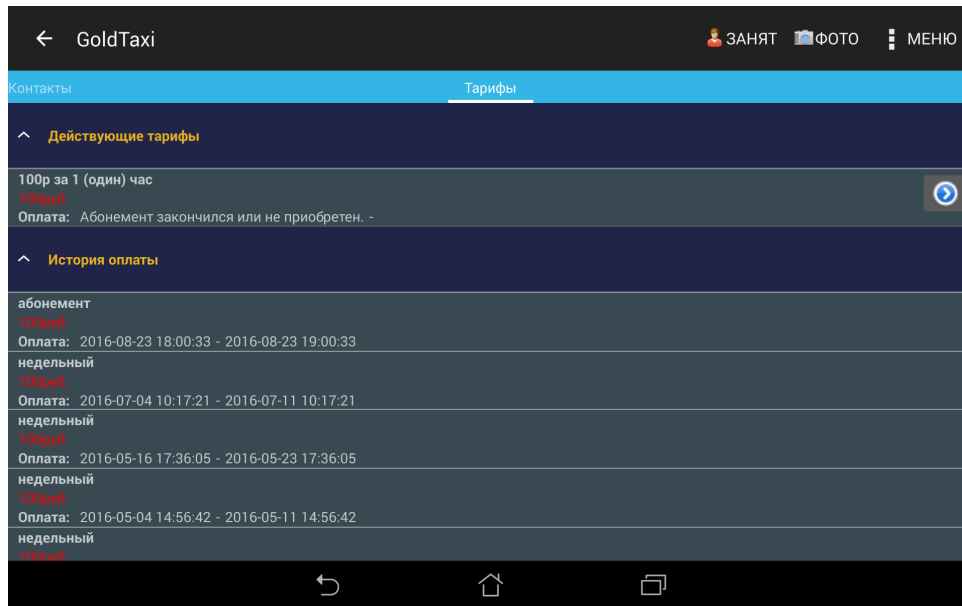 GoldTaxi
ЗАНЯТ ФОТО МЕНЮ
Контакты Тарифы
Действующие тарифы
100р за 1 (один) час
100руб.
Оплата: Абонемент закончился или не приобретен. -
История оплаты
абонемент
100руб.
Оплата: 2016-08-23 18:00:33 - 2016-08-23 19:00:33
недельный
100руб.
Оплата: 2016-07-04 10:17:21 - 2016-07-11 10:17:21
недельный
100руб.
Оплата: 2016-05-16 17:36:05 - 2016-05-23 17:36:05
недельный
100руб.
Оплата: 2016-05-04 14:56:42 - 2016-05-11 14:56:42
недельный
100руб.